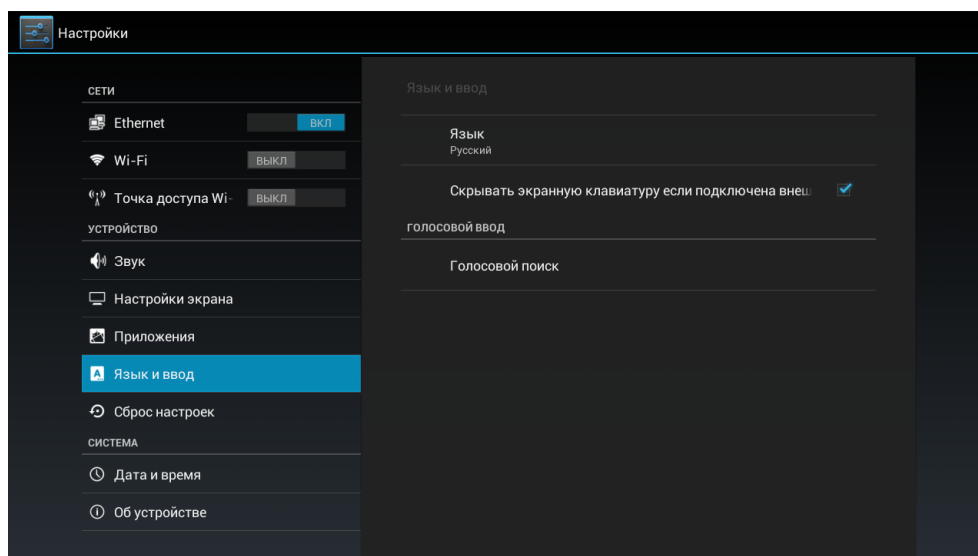 Настройки
СЕТИ
Ethernet ВКЛ
Wi-Fi ВЫКЛ
Точка доступа Wi- ВЫКЛ
УСТРОЙСТВО
Звук
Настройки экрана
Приложения
Язык и ввод
Сброс настроек
СИСТЕМА
Дата и время
Об устройстве
Язык и ввод
Язык
Русский
Скрывать экранную клавиатуру если подключена внеш
ГОЛОСОВОЙ ВВОД
Голосовой поиск